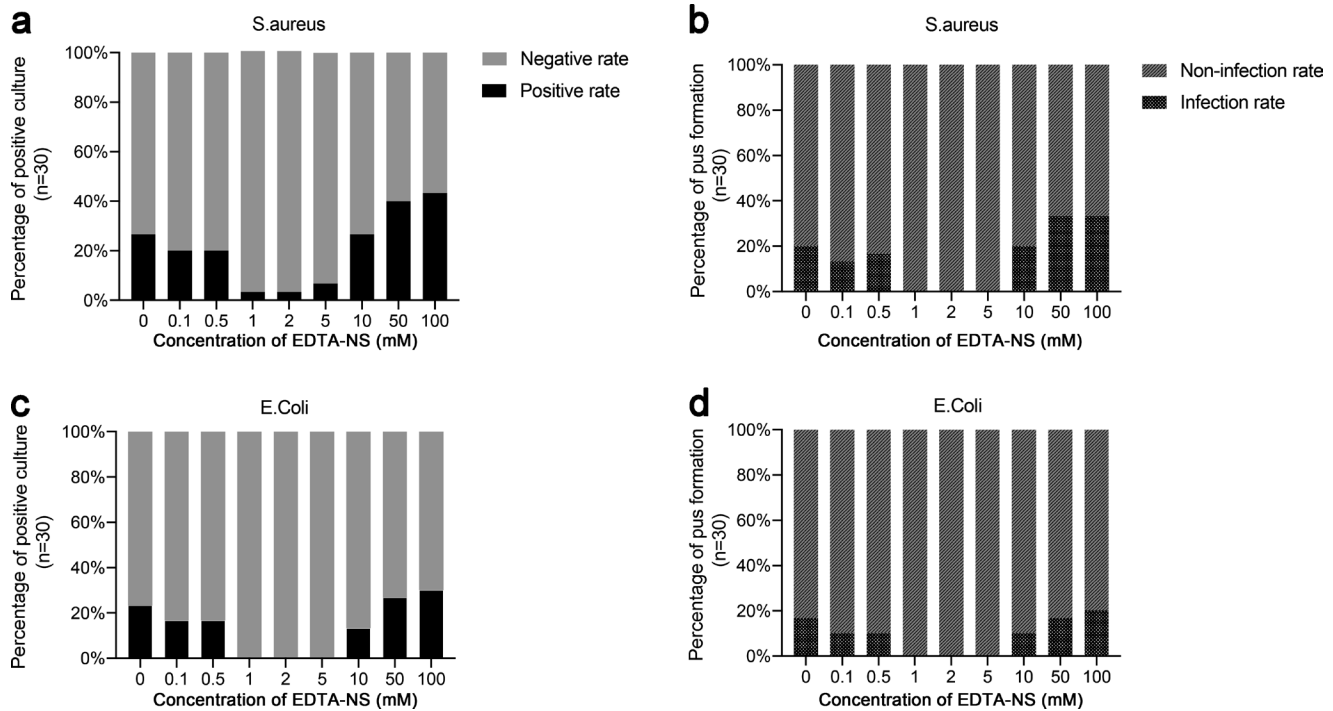 a
S.aureus
Percentage of positive culture
(n=30)
100%
80%
60%
40%
20%
0%
0 0.1 0.5 1 2 5 10 50 100
Concentration of EDTA-NS (mM)
Negative rate
Positive rate
b
S.aureus
Percentage of pus formation
(n=30)
100%
80%
60%
40%
20%
0%
0 0.1 0.5 1 2 5 10 50 100
Concentration of EDTA-NS (mM)
Non-infection rate
Infection rate
c
E.Coli
Percentage of positive culture
(n=30)
100%
80%
60%
40%
20%
0%
0 0.1 0.5 1 2 5 10 50 100
Concentration of EDTA-NS (mM)
d
E.Coli
Percentage of pus formation
(n=30)
100%
80%
60%
40%
20%
0%
0 0.1 0.5 1 2 5 10 50 100
Concentration of EDTA-NS (mM)